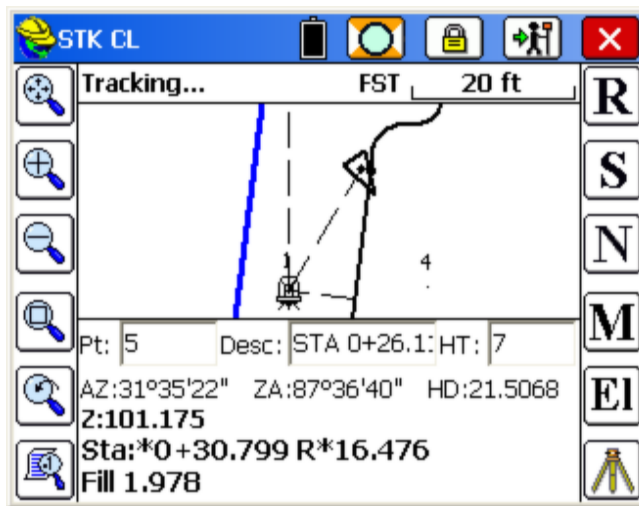 STK CL
Tracking... FST 20 ft
R
S
1 4
N
M
Pt: 5 Desc: STA 0+26.1 HT: 7
AZ:31°35'22" ZA:87°36'40" HD:21.5068
El
Z:101.175
Sta:*0+30.799 R*16.476
Fill 1.978